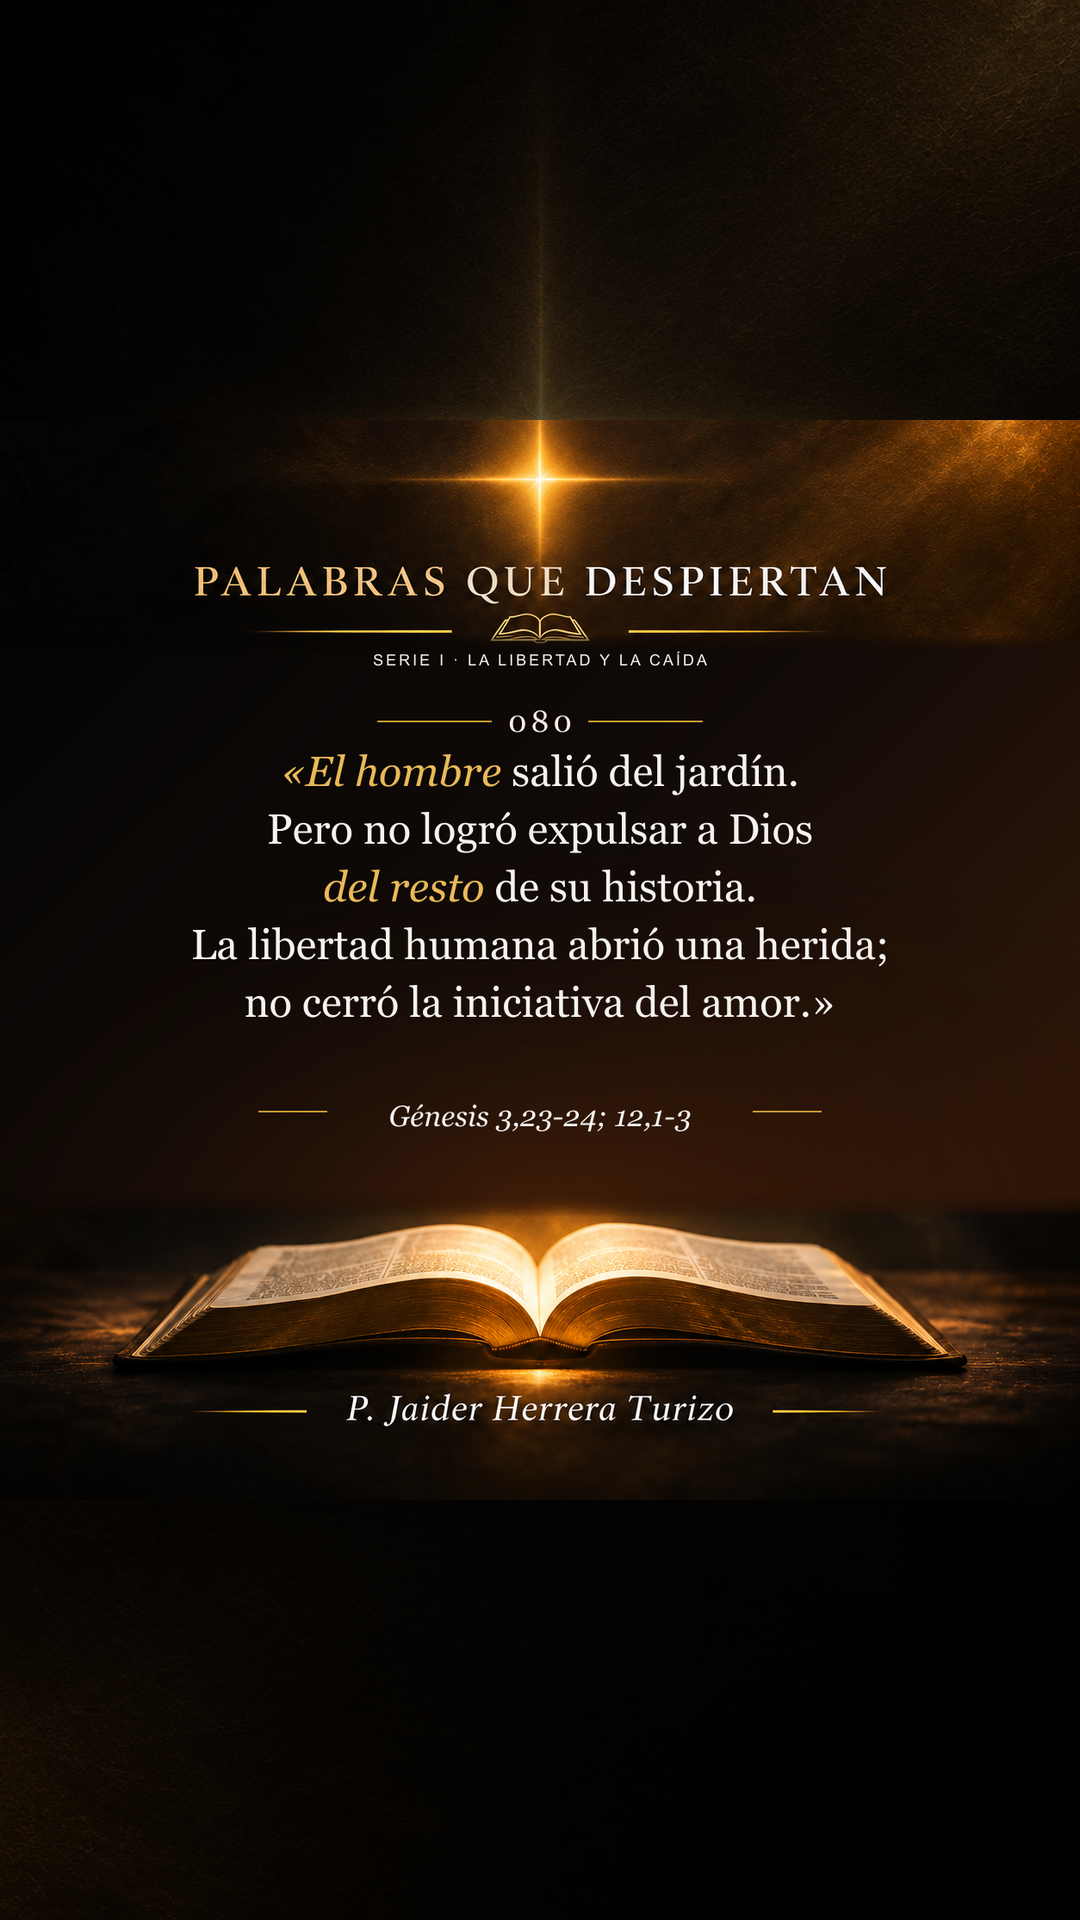 PALABRAS QUE DESPIERTAN
SERIE I · LA LIBERTAD Y LA CAÍDA
080
«El hombre salió del jardín.
Pero no logró expulsar a Dios
del resto de su historia.
La libertad humana abrió una herida;
no cerró la iniciativa del amor.»
Génesis 3,23-24; 12,1-3
P. Jaider Herrera Turizo